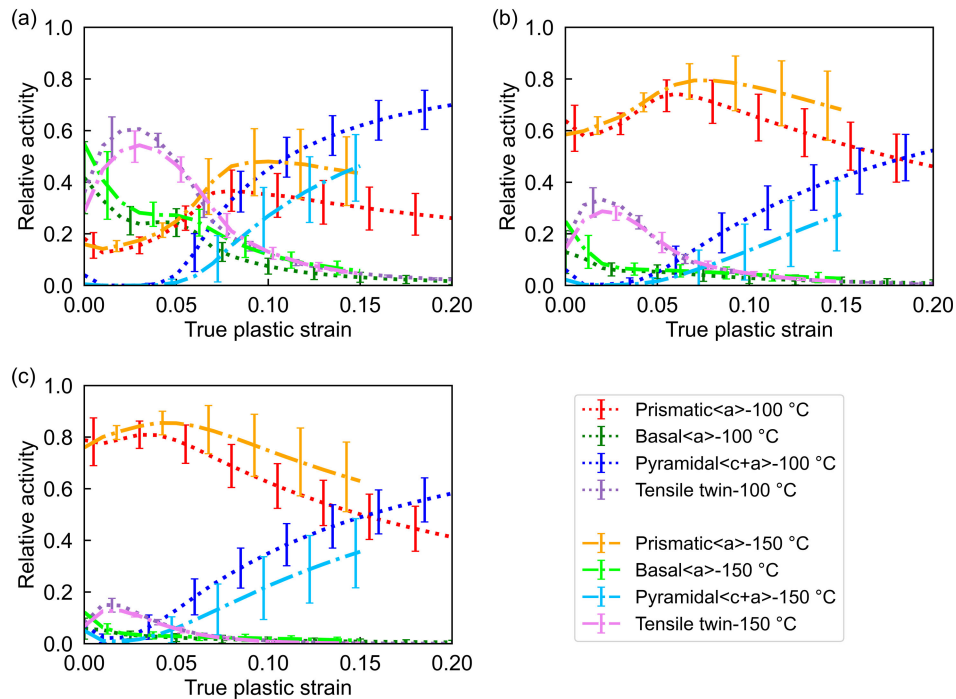 (a)
1.0
0.8
0.6
0.4
0.2
0.0
Relative activity
0.00 0.05 0.10 0.15 0.20
True plastic strain
(b)
1.0
0.8
0.6
0.4
0.2
0.0
Relative activity
0.00 0.05 0.10 0.15 0.20
True plastic strain
(c)
1.0
0.8
0.6
0.4
0.2
0.0
Relative activity
0.00 0.05 0.10 0.15 0.20
True plastic strain
Prismatic<a>-100 °C
Basal<a>-100 °C
Pyramidal<c+a>-100 °C
Tensile twin-100 °C
Prismatic<a>-150 °C
Basal<a>-150 °C
Pyramidal<c+a>-150 °C
Tensile twin-150 °C